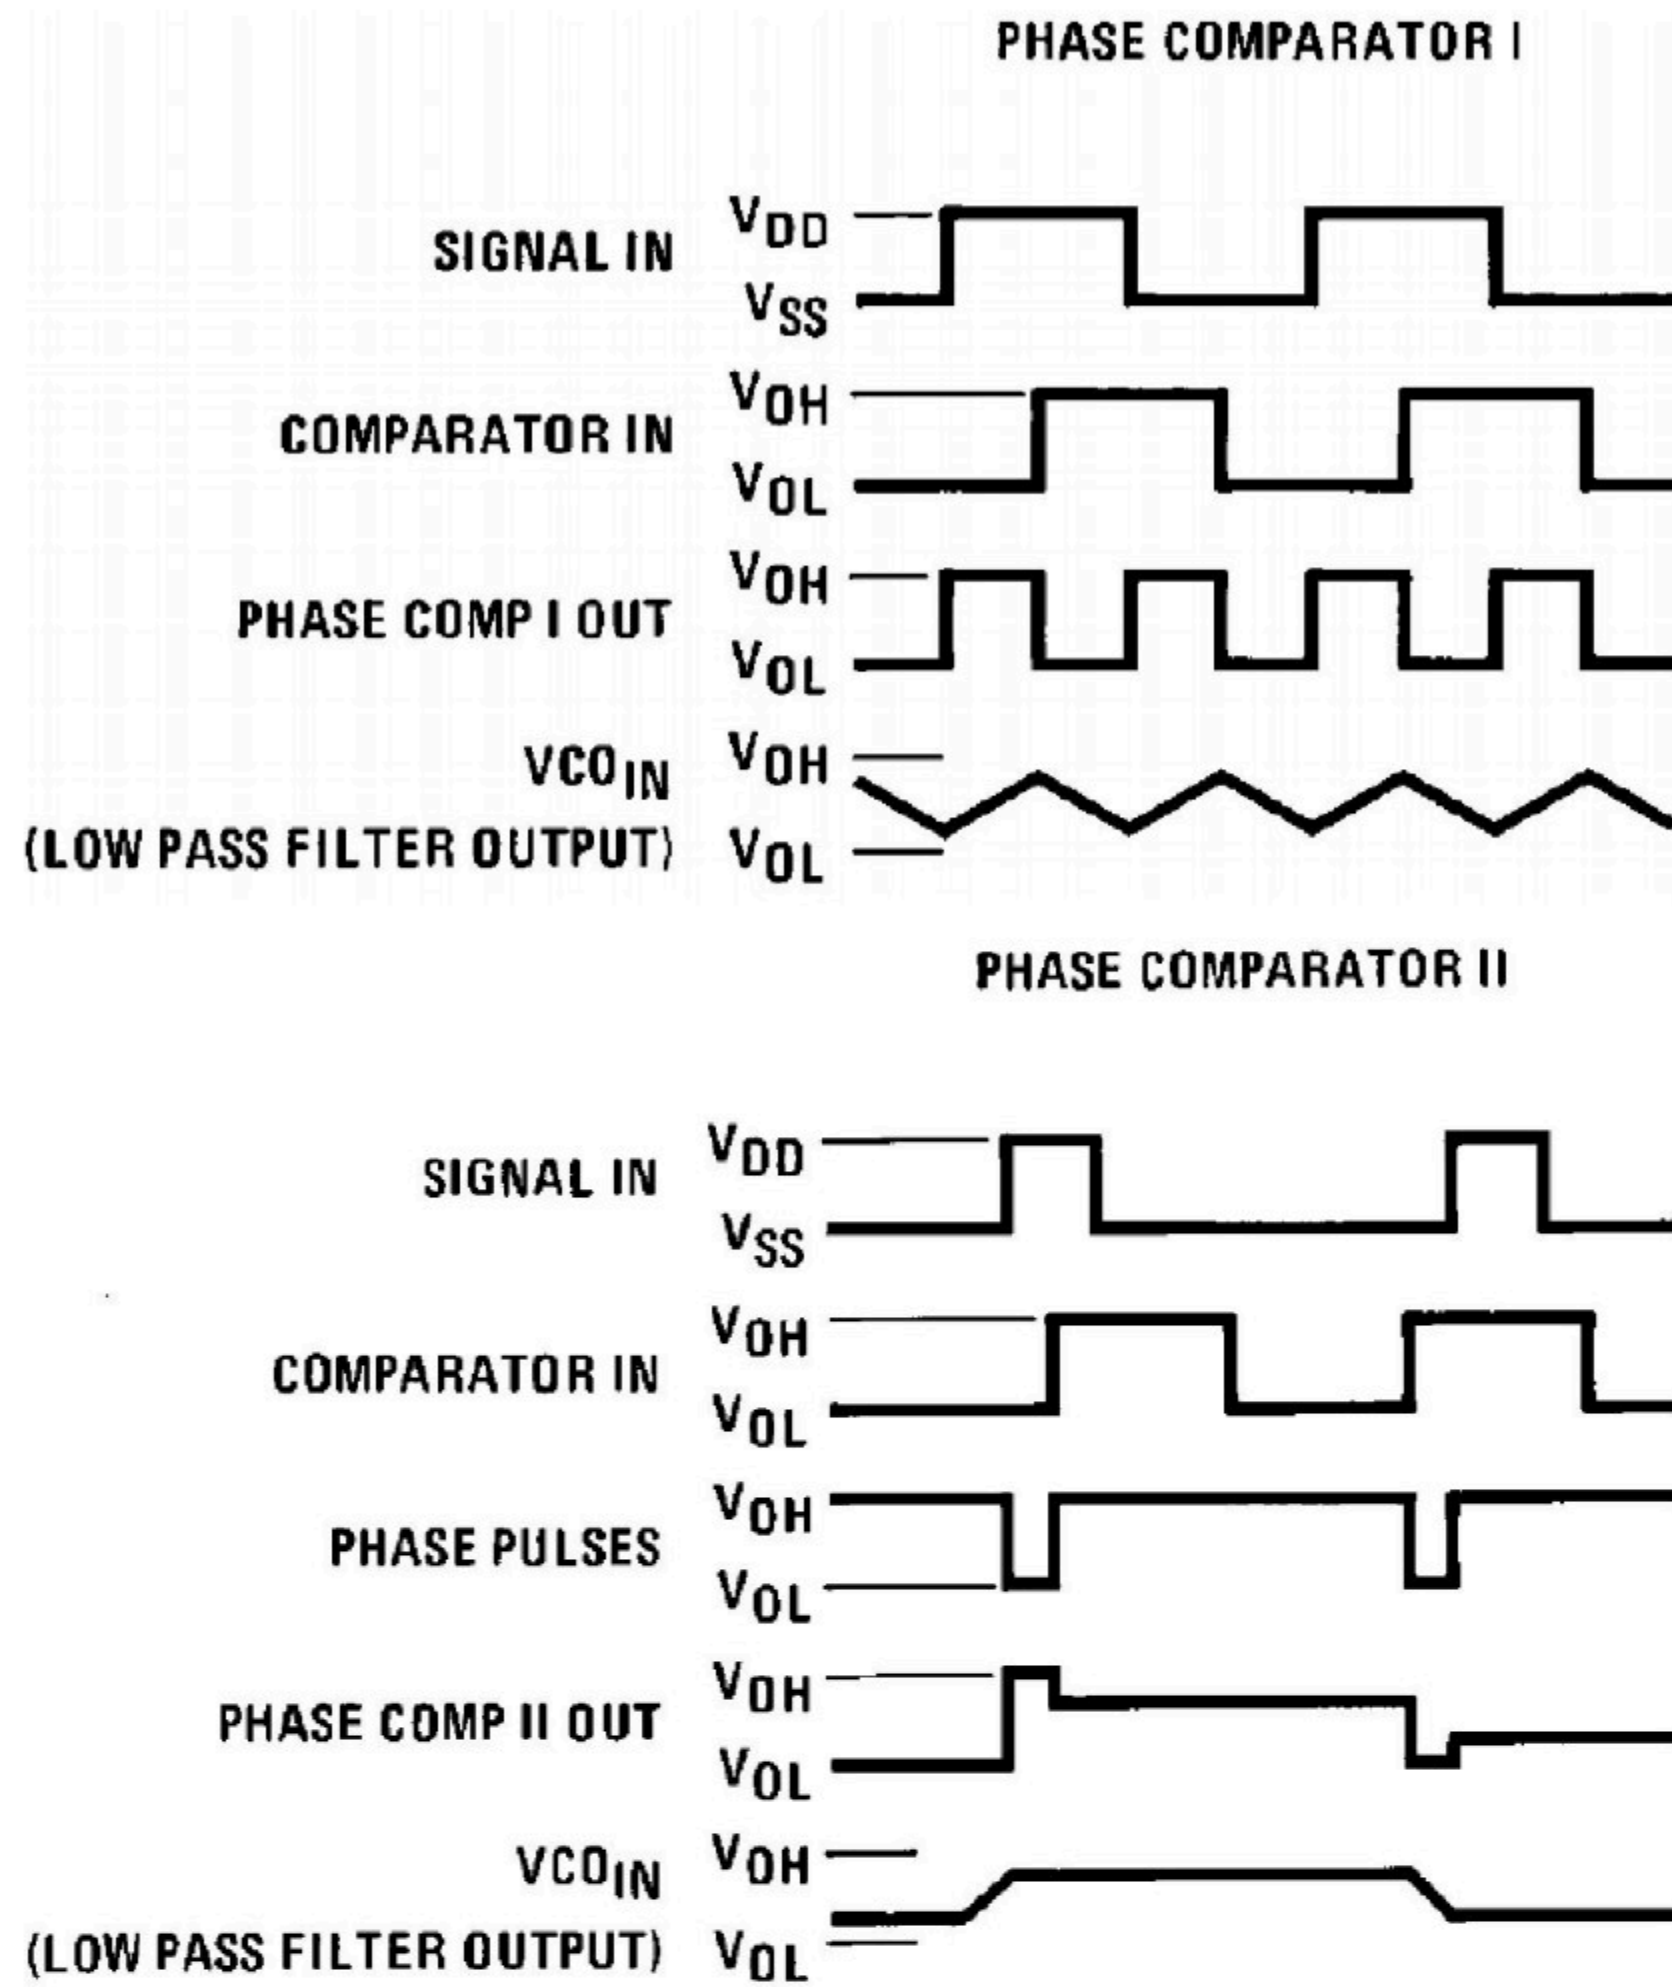 PHASE COMPARATOR I
SIGNAL IN
VDD
VSS
COMPARATOR IN
VOH
VOL
PHASE COMP I OUT
VOH
VOL
VCOIN
(LOW PASS FILTER OUTPUT)
VOH
VOL
PHASE COMPARATOR II
SIGNAL IN
VDD
VSS
COMPARATOR IN
VOH
VOL
PHASE PULSES
VOH
VOL
PHASE COMP II OUT
VOH
VOL
VCOIN
(LOW PASS FILTER OUTPUT)
VOH
VOL